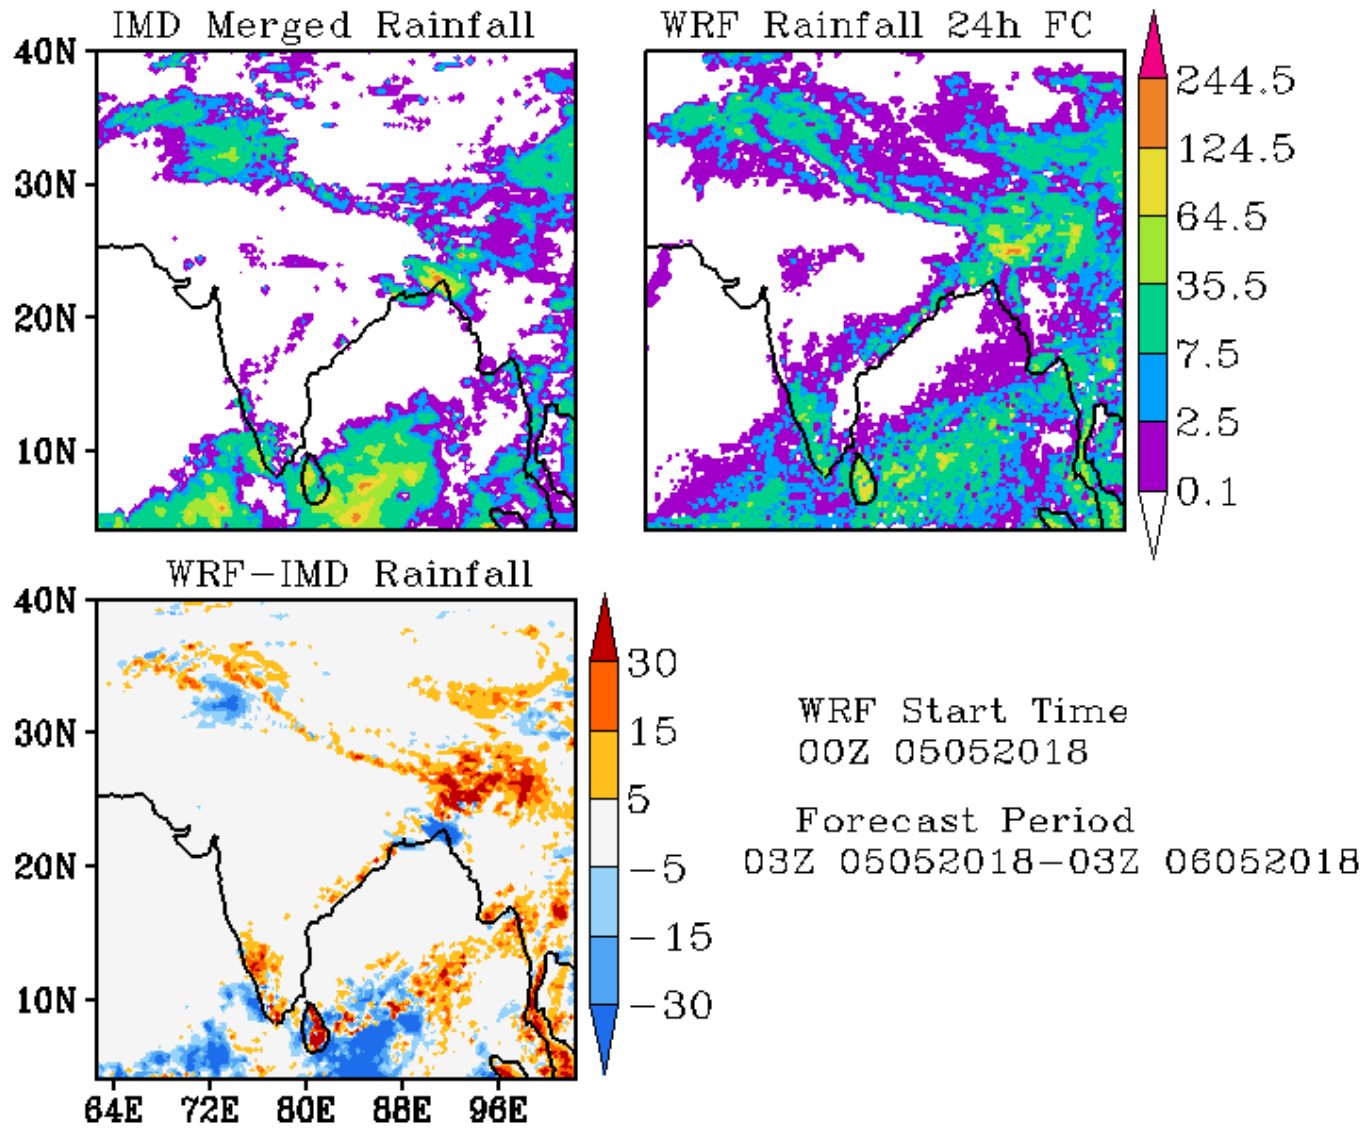 IMD Merged Rainfall
WRF Rainfall 24h FC
40N
30N
20N
10N
244.5
124.5
64.5
35.5
7.5
2.5
0.1
WRF-IMD Rainfall
40N
30N
20N
10N
64E 72E 80E 88E 96E
30
15
5
-5
-15
-30
WRF Start Time
00Z 05052018
Forecast Period
03Z 05052018-03Z 06052018